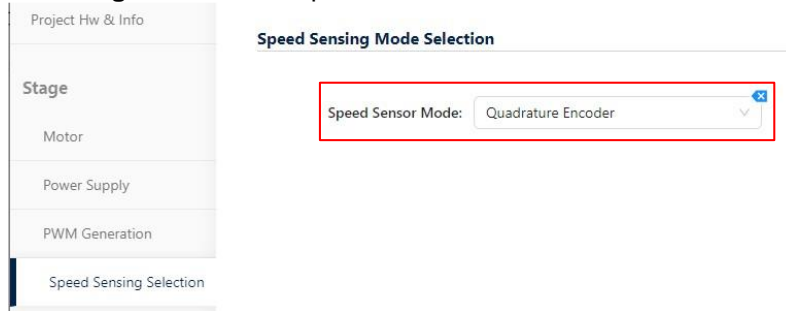 Project Hw & Info
Speed Sensing Mode Selection
Stage
Speed Sensor Mode: Quadrature Encoder
Motor
Power Supply
PWM Generation
Speed Sensing Selection